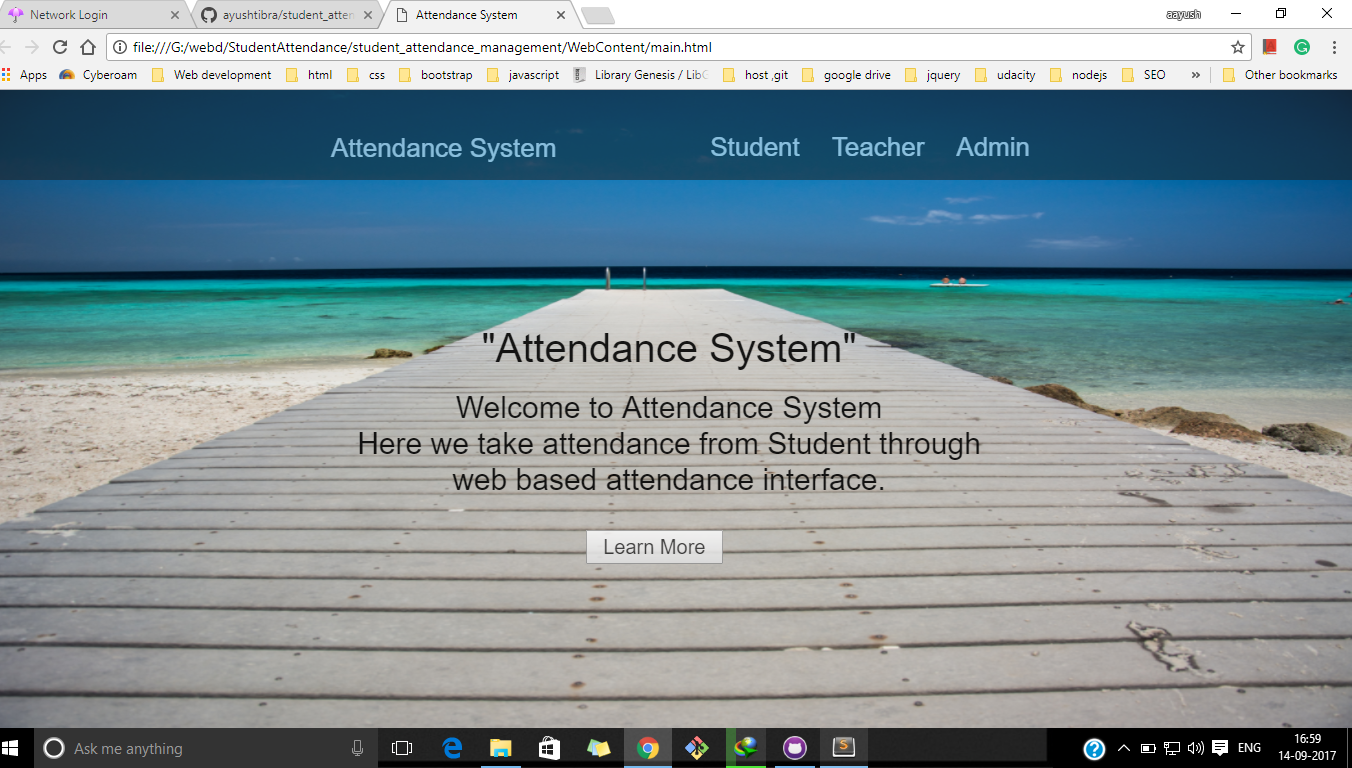 Network Login
ayushtibra/student_atten
Attendance System
aayush
file:///G:/webd/StudentAttendance/student_attendance_management/WebContent/main.html
Apps Cyberoam Web development html css bootstrap javascript Library Genesis / LibG host ,git google drive jquery udacity nodejs SEO » Other bookmarks
Attendance System Student Teacher Admin
"Attendance System"
Welcome to Attendance System
Here we take attendance from Student through
web based attendance interface.
Learn More
Ask me anything
ENG
16:59
14-09-2017